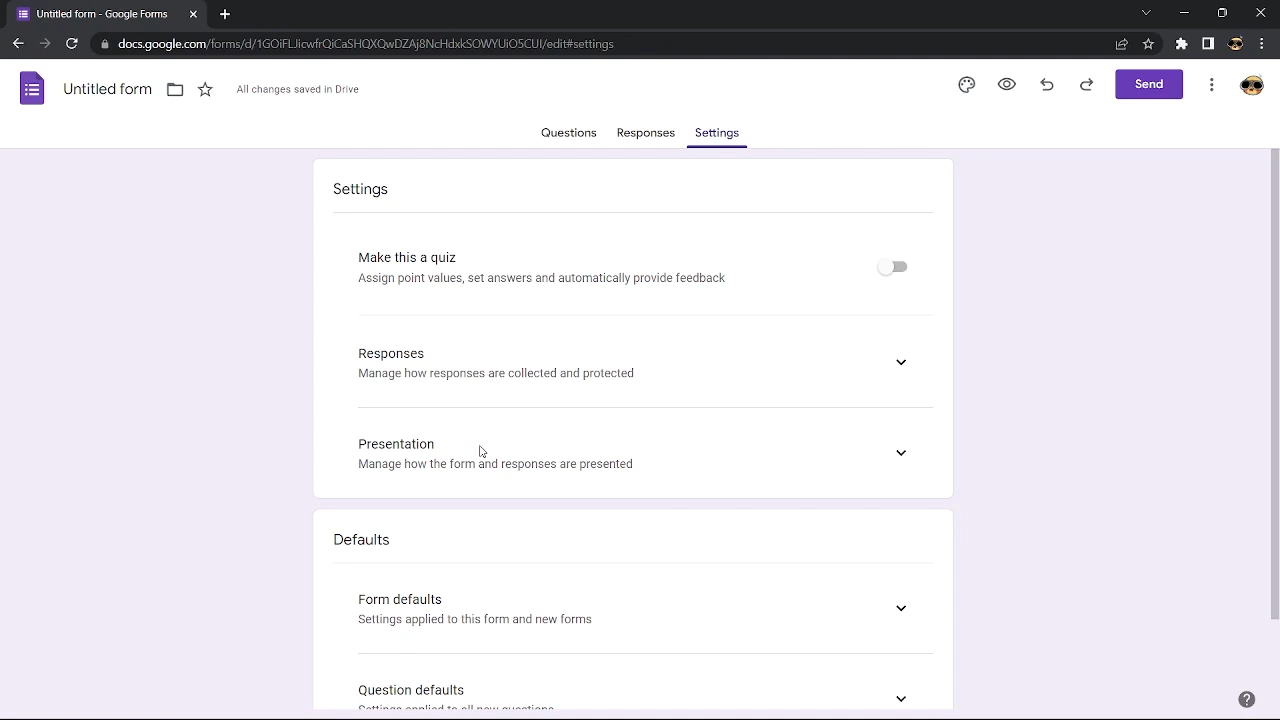 Untitled form - Google Forms
docs.google.com/forms/d/1GOiFLJicwfrQiCaSHQXQwDZAj8NcHdxkSOWYUiO5CUI/edit#settings
Untitled form
All changes saved in Drive
Send
Questions Responses Settings
Settings
Make this a quiz
Assign point values, set answers and automatically provide feedback
Responses
Manage how responses are collected and protected
Presentation
Manage how the form and responses are presented
Defaults
Form defaults
Settings applied to this form and new forms
Question defaults
Settings applied to all new questions